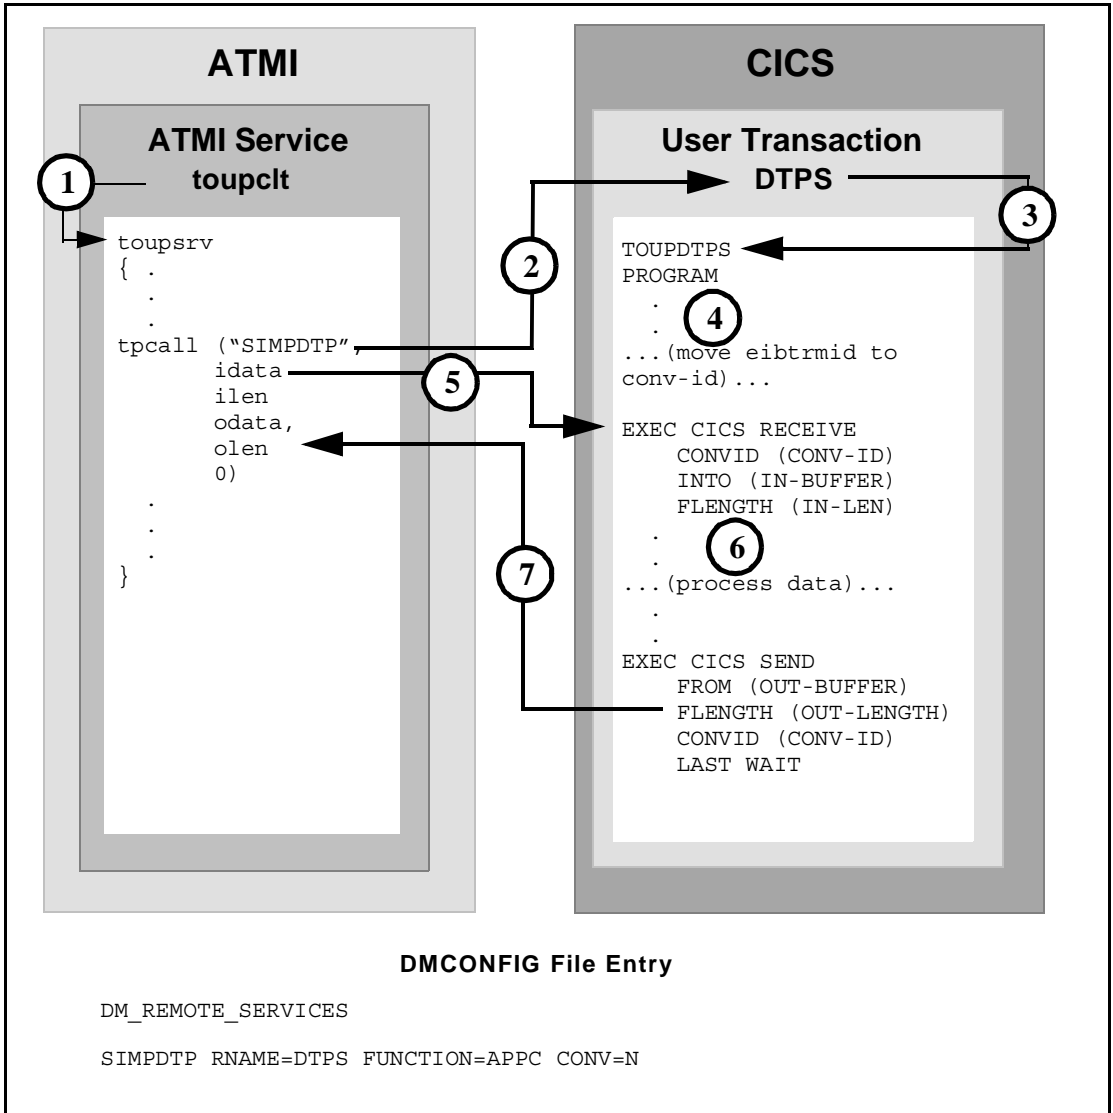 ATMI
ATMI Service
toupclt
1
toupsrv
{ .
.
.
tpcall ("SIMPDTP",
idata
ilen
odata,
olen
0)
.
.
.
}
2
5
7
CICS
User Transaction
DTPS
3
TOUPDTPS
PROGRAM
.
.
4
...(move eibtrmid to
conv-id)...
EXEC CICS RECEIVE
CONVID (CONV-ID)
INTO (IN-BUFFER)
FLENGTH (IN-LEN)
.
.
6
...(process data)...
.
.
EXEC CICS SEND
FROM (OUT-BUFFER)
FLENGTH (OUT-LENGTH)
CONVID (CONV-ID)
LAST WAIT
DMCONFIG File Entry
DM_REMOTE_SERVICES
SIMPDTP RNAME=DTPS FUNCTION=APPC CONV=N